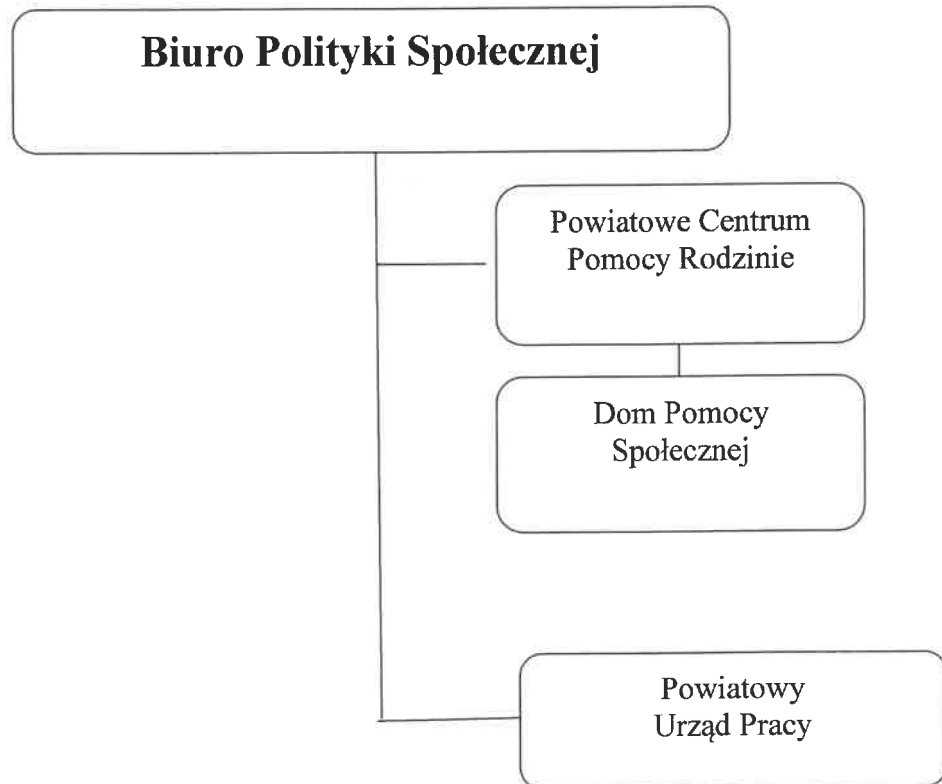 Biuro Polityki Społecznej
Powiatowe Centrum
Pomocy Rodzinie
Dom Pomocy
Społecznej
Powiatowy
Urząd Pracy